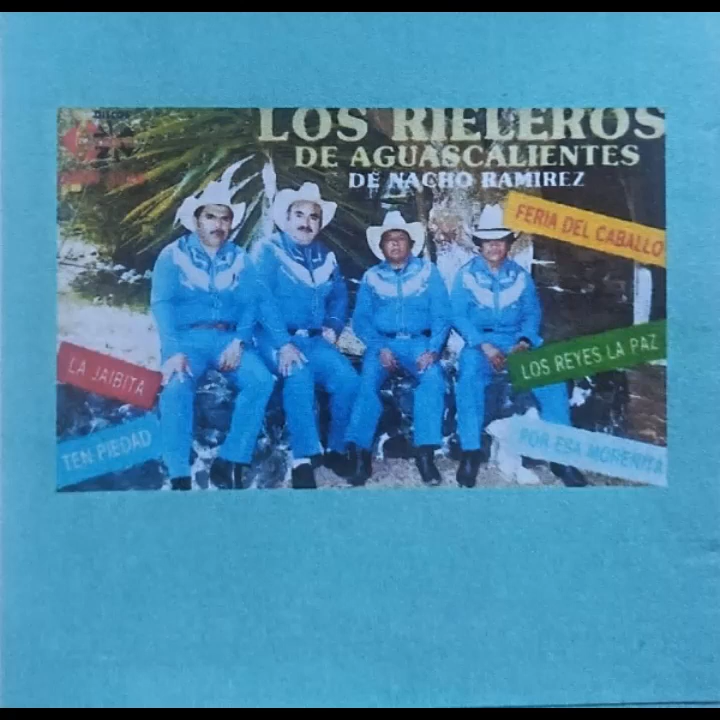 DISCOS
LOS RIELEROS
DE AGUASCALIENTES
DE NACHO RAMIREZ
FERIA DEL CABALLO
LA JAIBITA
LOS REYES LA PAZ
TEN PIEDAD
POR ESA MORENITA